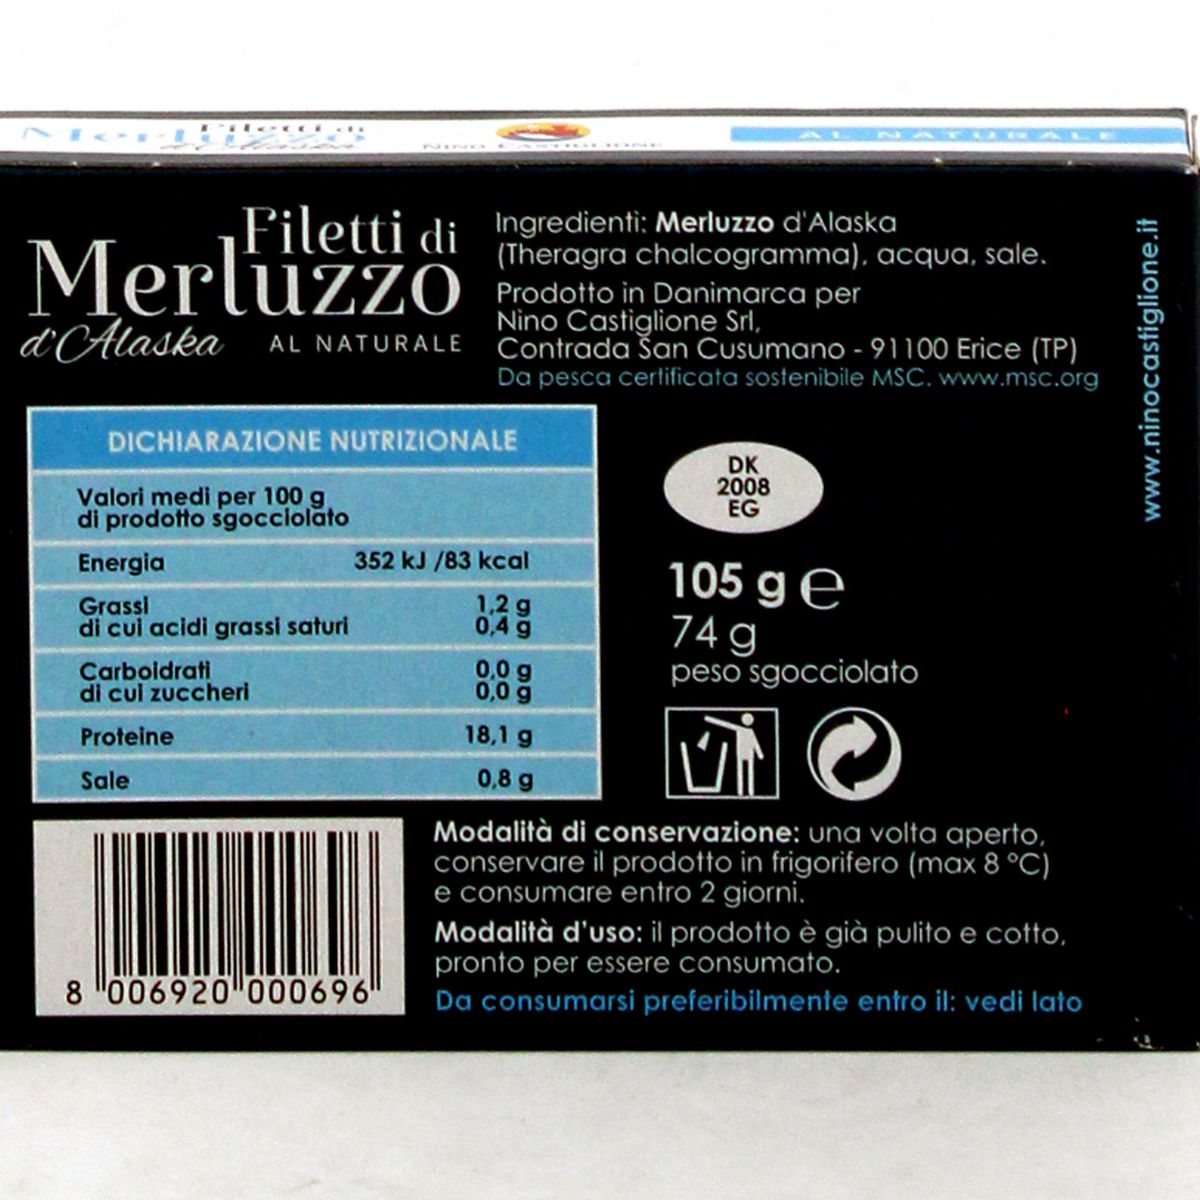 Filetti di
Merluzzo
d'Alaska
NINO CASTIGLIONE
AL NATURALE
Filetti di
Merluzzo
d'Alaska AL NATURALE
Ingredienti: Merluzzo d'Alaska
(Theragra chalcogramma), acqua, sale.
Prodotto in Danimarca per
Nino Castiglione Srl,
Contrada San Cusumano - 91100 Erice (TP)
Da pesca certificata sostenibile MSC. www.msc.org
www.ninocastiglione.it
DICHIARAZIONE NUTRIZIONALE
Valori medi per 100 g
di prodotto sgocciolato
Energia 352 kJ /83 kcal
Grassi 1,2 g
di cui acidi grassi saturi 0,4 g
Carboidrati 0,0 g
di cui zuccheri 0,0 g
Proteine 18,1 g
Sale 0,8 g
DK
2008
EG
105 g ℮
74 g
peso sgocciolato
8 006920 000696
Modalità di conservazione: una volta aperto,
conservare il prodotto in frigorifero (max 8 °C)
e consumare entro 2 giorni.
Modalità d'uso: il prodotto è già pulito e cotto,
pronto per essere consumato.
Da consumarsi preferibilmente entro il: vedi lato